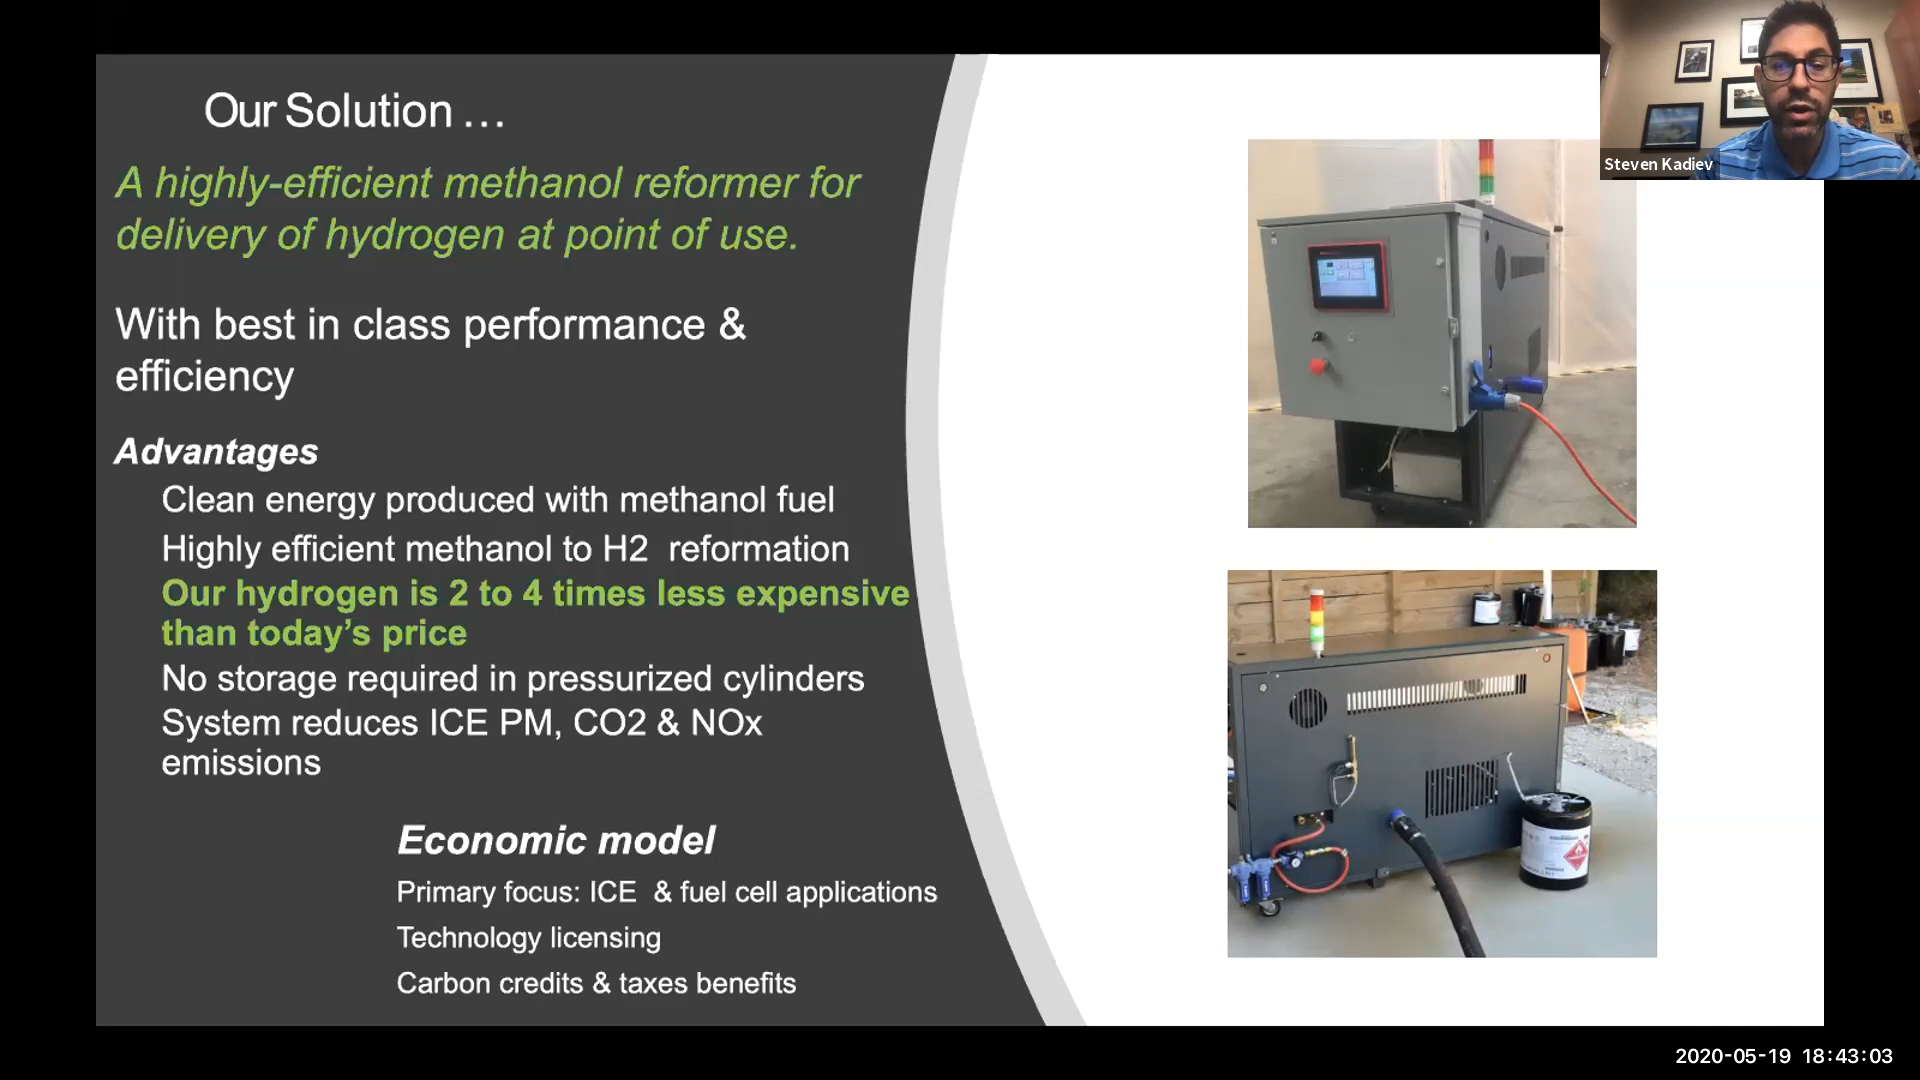 Our Solution …
A highly-efficient methanol reformer for
delivery of hydrogen at point of use.
With best in class performance &
efficiency
Advantages
Clean energy produced with methanol fuel
Highly efficient methanol to H2 reformation
Our hydrogen is 2 to 4 times less expensive
than today’s price
No storage required in pressurized cylinders
System reduces ICE PM, CO2 & NOx
emissions
Economic model
Primary focus: ICE & fuel cell applications
Technology licensing
Carbon credits & taxes benefits
Steven Kadiev
2020-05-19 18:43:03